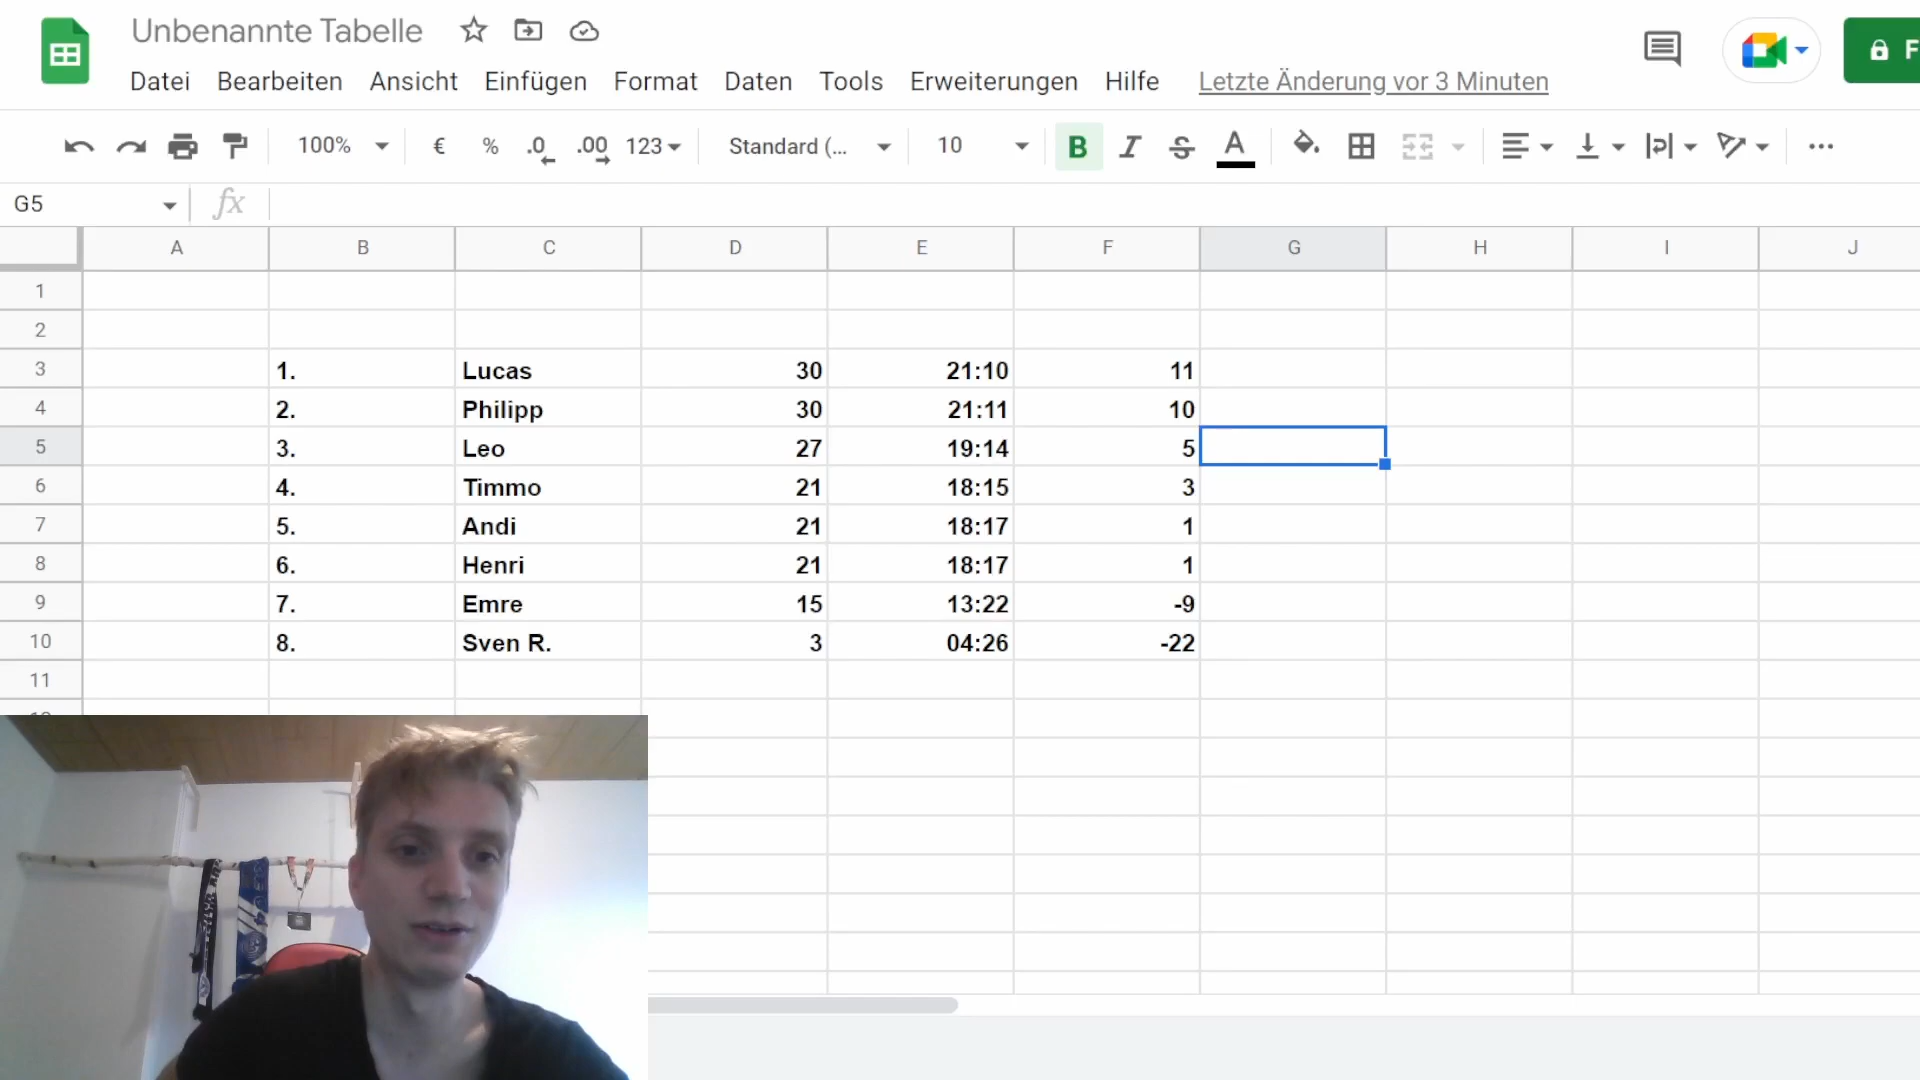 Unbenannte Tabelle
Datei Bearbeiten Ansicht Einfügen Format Daten Tools Erweiterungen Hilfe Letzte Änderung vor 3 Minuten
100% € % .0 .00 123 Standard (... 10 B I S A
G5 fx
A B C D E F G H I J
1
2
3 1. Lucas 30 21:10 11
4 2. Philipp 30 21:11 10
5 3. Leo 27 19:14 5
6 4. Timmo 21 18:15 3
7 5. Andi 21 18:17 1
8 6. Henri 21 18:17 1
9 7. Emre 15 13:22 -9
10 8. Sven R. 3 04:26 -22
11